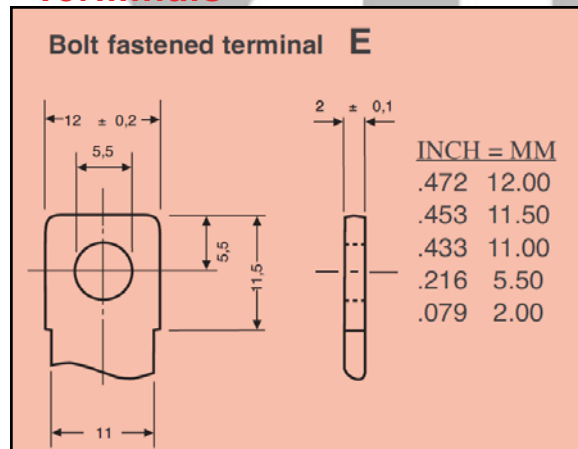 Terminals
Bolt fastened terminal E
12 ± 0,2
2 ± 0,1
5,5
5,5
11,5
11
INCH = MM
.472 12.00
.453 11.50
.433 11.00
.216 5.50
.079 2.00